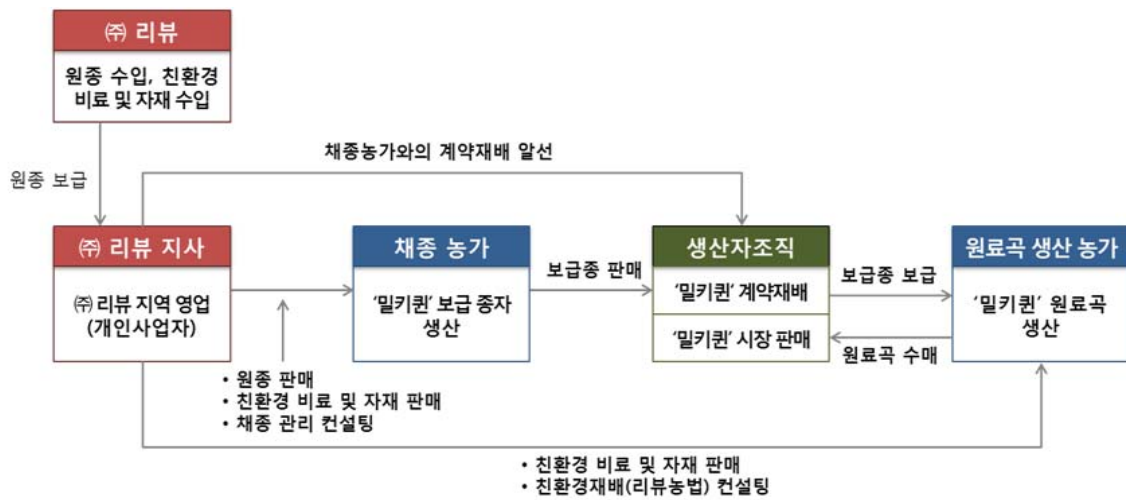 ㈜ 리뷰
원종 수입, 친환경
비료 및 자재 수입
원종 보급
채종농가와의 계약재배 알선
㈜ 리뷰 지사
㈜ 리뷰 지역 영업
(개인사업자)
채종 농가
'밀키퀸' 보급 종자
생산
보급종 판매
생산자조직
'밀키퀸' 계약재배
'밀키퀸' 시장 판매
보급종 보급
원료곡 수매
원료곡 생산 농가
'밀키퀸' 원료곡
생산
• 원종 판매
• 친환경 비료 및 자재 판매
• 채종 관리 컨설팅
• 친환경 비료 및 자재 판매
• 친환경재배(리뷰농법) 컨설팅